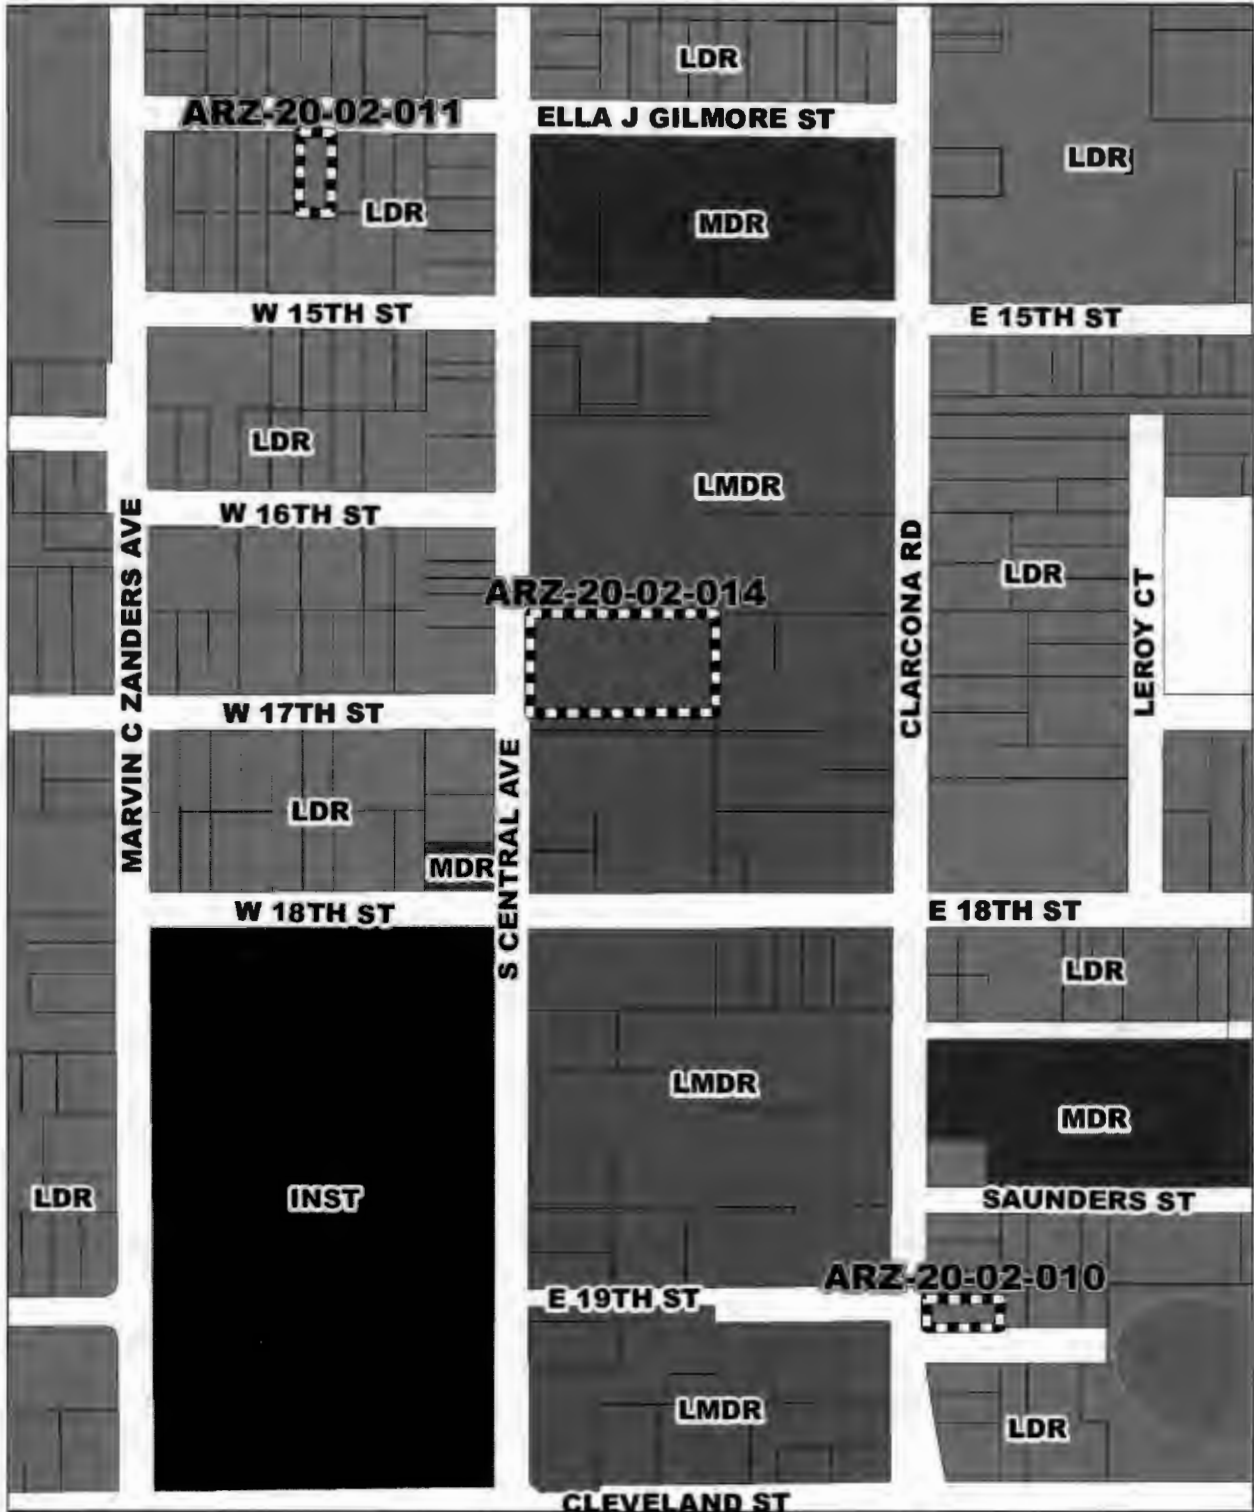 LDR
ARZ-20-02-011
ELLA J GILMORE ST
LDR
LDR
MDR
W 15TH ST
E 15TH ST
LDR
LMDR
W 16TH ST
MARVIN C ZANDERS AVE
CLARCONA RD
LDR
LEROY CT
ARZ-20-02-014
W 17TH ST
S CENTRAL AVE
LDR
MDR
W 18TH ST
E 18TH ST
LDR
LMDR
MDR
LDR
INST
SAUNDERS ST
ARZ-20-02-010
E 19TH ST
LMDR
LDR
CLEVELAND ST